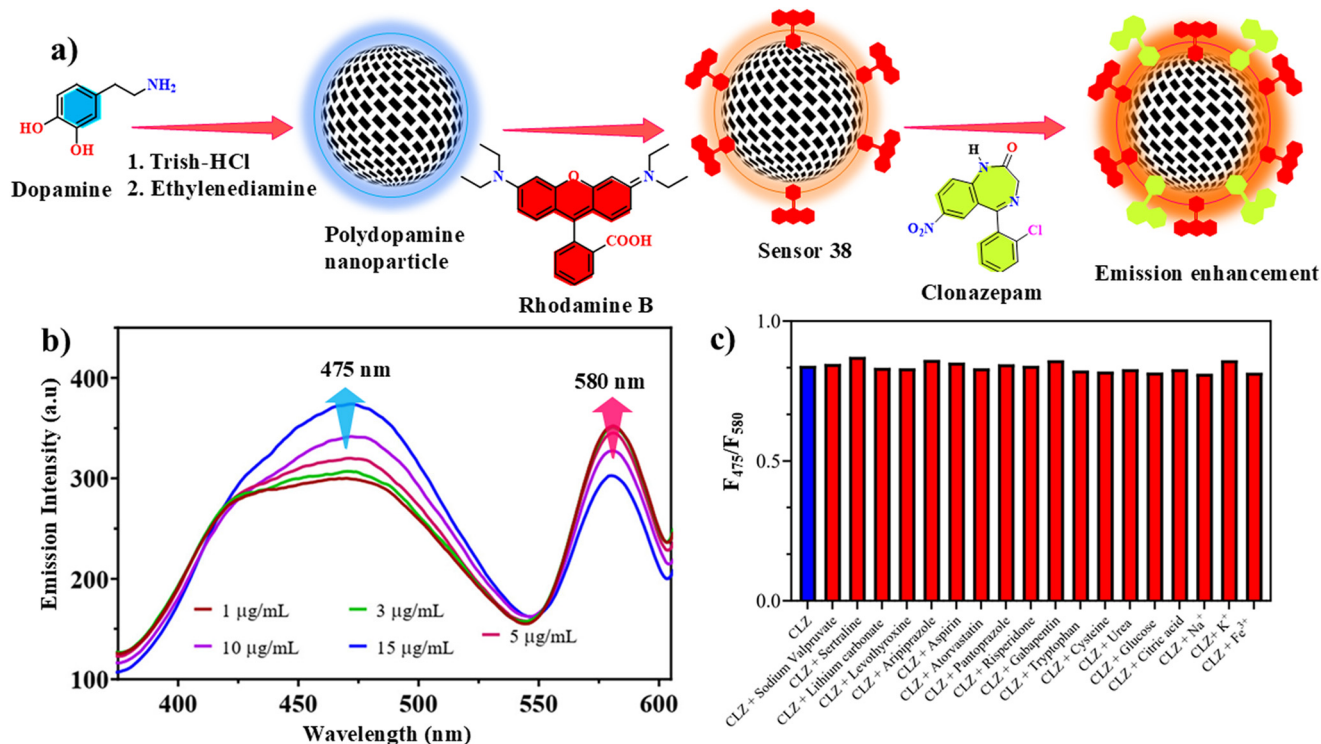 a)
NH₂
HO
OH
Dopamine
1. Trish-HCl
2. Ethylenediamine
Polydopamine
nanoparticle
N
O
N
COOH
Rhodamine B
Sensor 38
H
N
O
N
O₂N
Cl
Clonazepam
Emission enhancement
b)
Emission Intensity (a.u)
400
300
200
100
475 nm
580 nm
1 µg/mL
3 µg/mL
5 µg/mL
10 µg/mL
15 µg/mL
400
450
500
550
600
Wavelength (nm)
c)
F₄₇₅/F₅₈₀
1.0
0.5
0.0
CLZ
CLZ + Sodium Valpruvate
CLZ + Sentraline
CLZ + Lithium carbonate
CLZ + Levothyroxine
CLZ + Aripiprazole
CLZ + Aspirin
CLZ + Atorvastatin
CLZ + Pantoprazole
CLZ + Risperidone
CLZ + Gabapentin
CLZ + Tryptophan
CLZ + Cysteine
CLZ + Urea
CLZ + Glucose
CLZ + Citric acid
CLZ + Na⁺
CLZ+ K⁺
CLZ + Fe³⁺